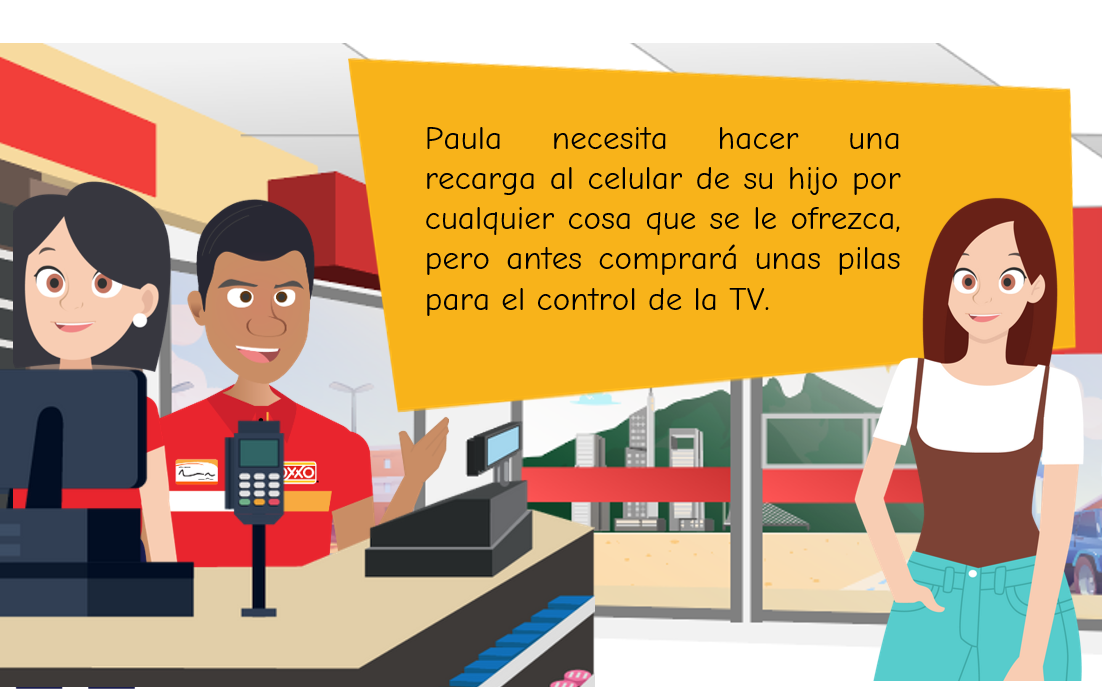 Paula necesita hacer una
recarga al celular de su hijo por
cualquier cosa que se le ofrezca,
pero antes comprará unas pilas
para el control de la TV.
OXXO